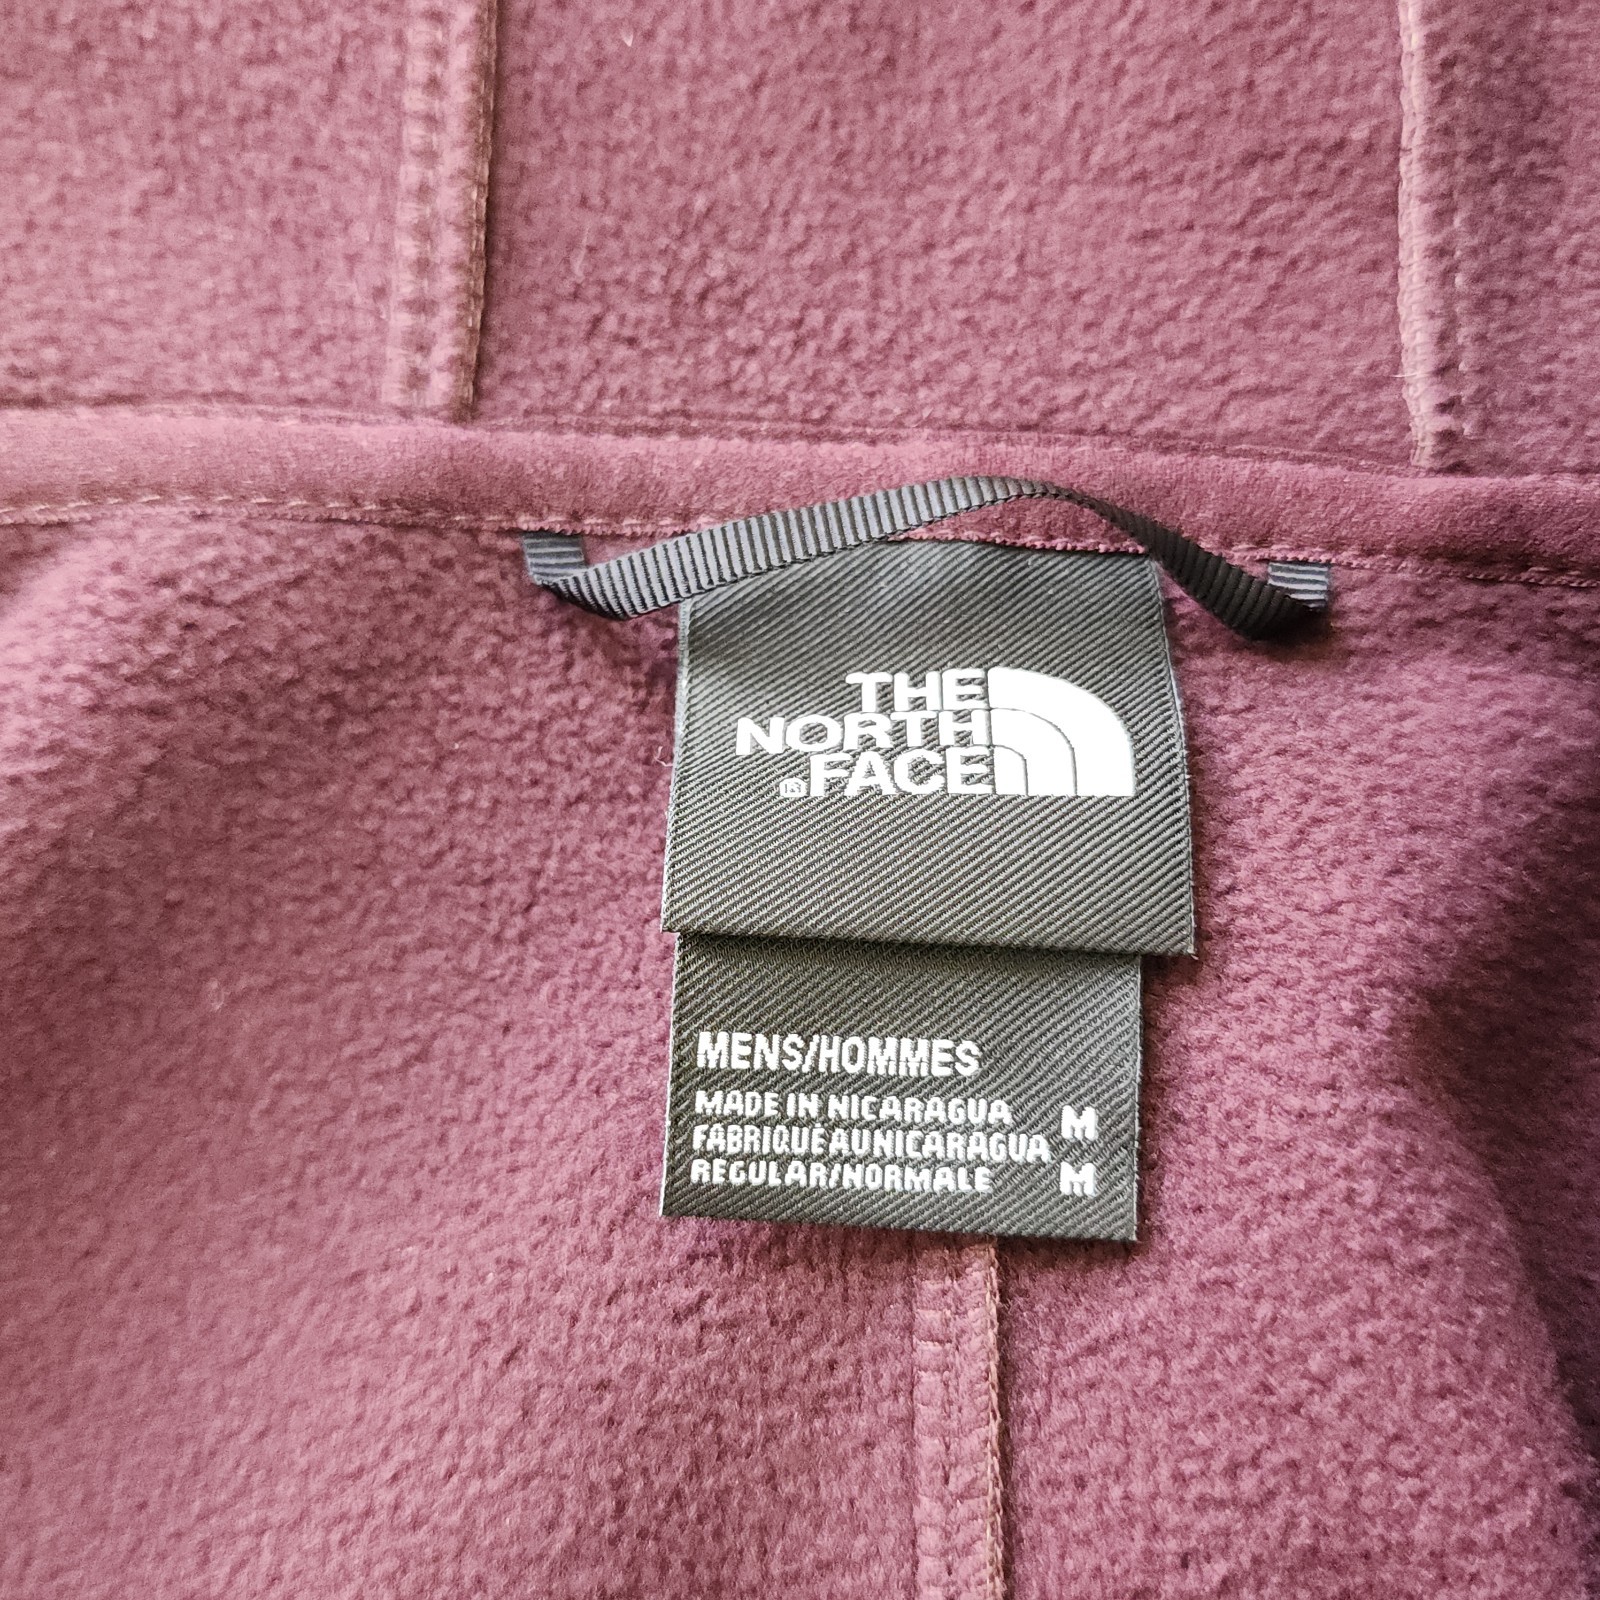 THE
NORTH
®FACE
MENS/HOMMES
MADE IN NICARAGUA M
FABRIQUÉ AU NICARAGUA
REGULAR/NORMALE M